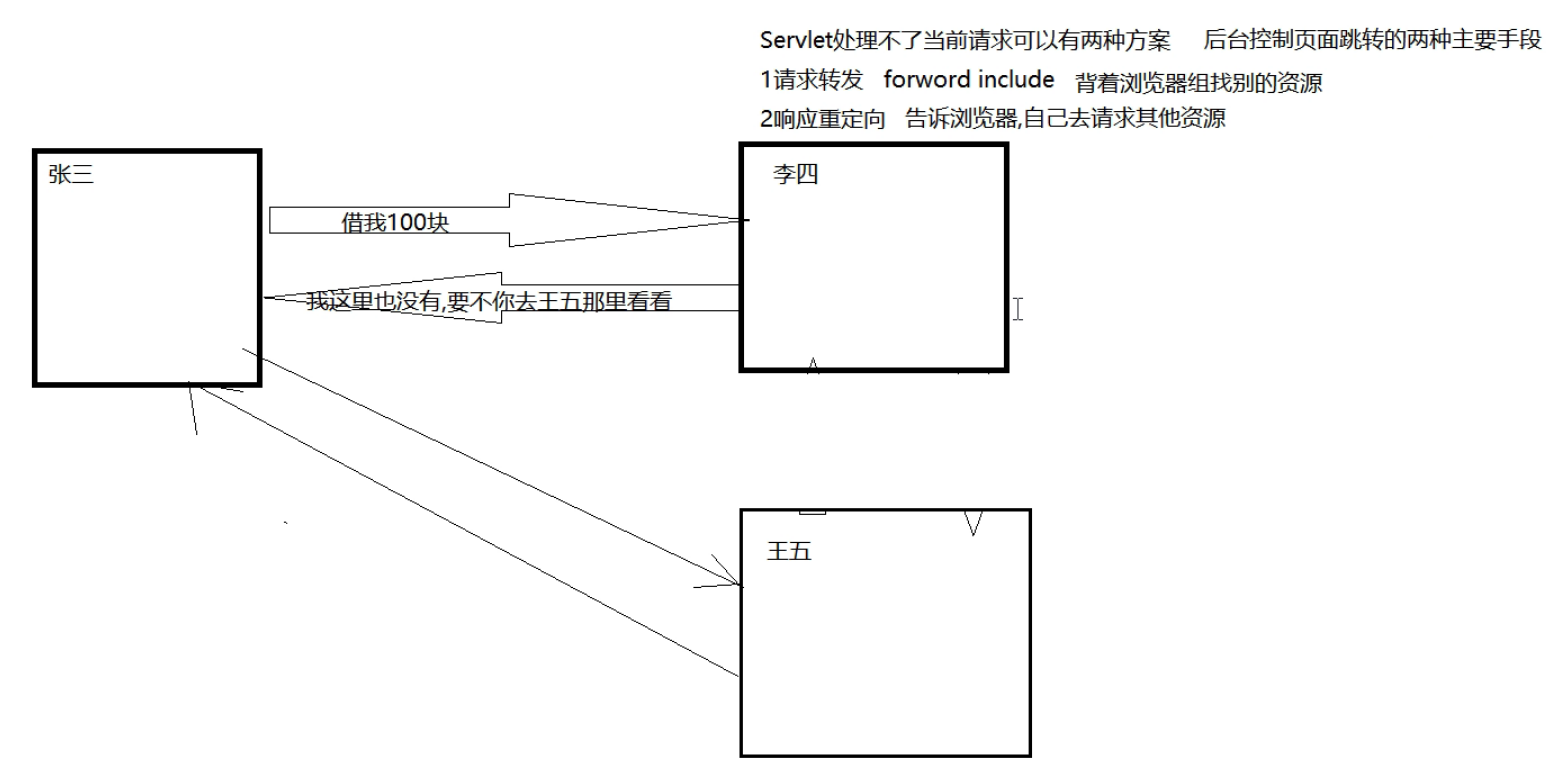 Servlet处理不了当前请求可以有两种方案 后台控制页面跳转的两种主要手段
1请求转发 forword include 背着浏览器组找别的资源
2响应重定向 告诉浏览器,自己去请求其他资源
张三
李四
借我100块
我这里也没有,要不你去王五那里看看
王五